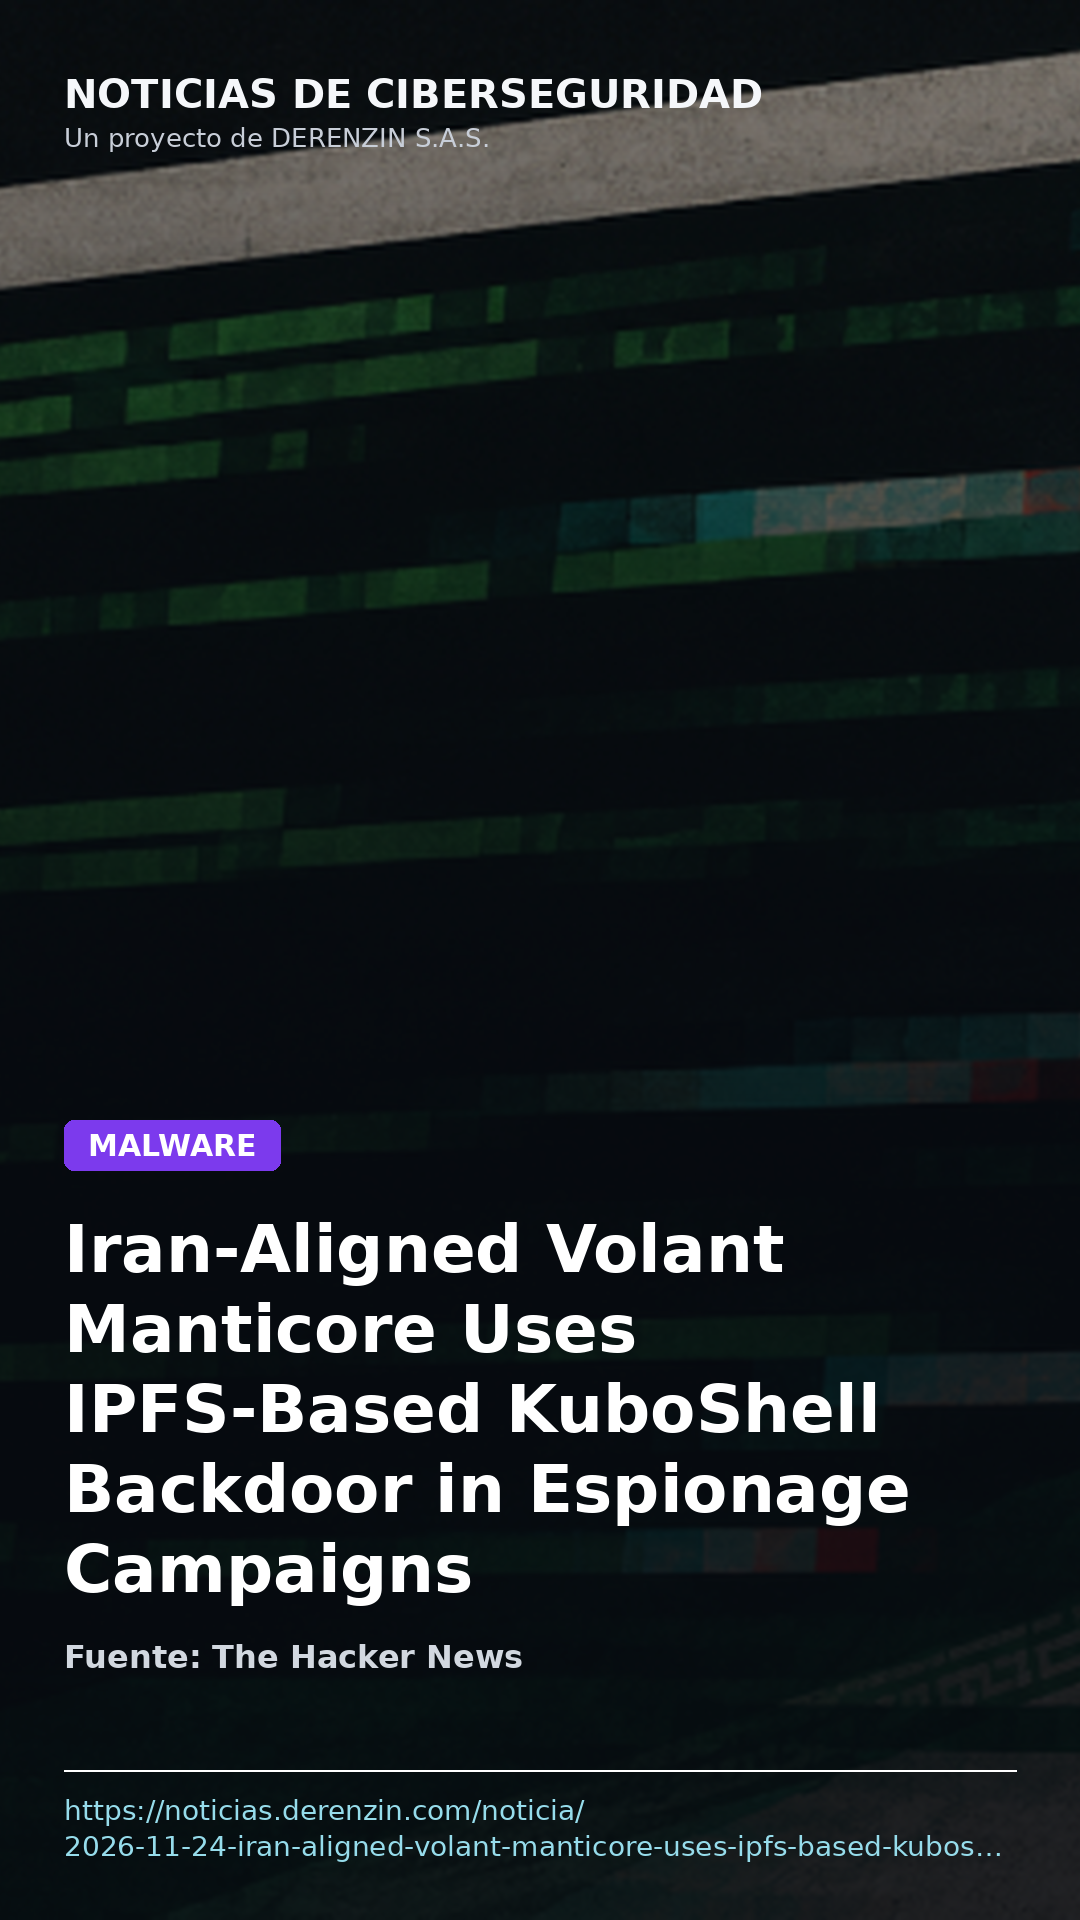 NOTICIAS DE CIBERSEGURIDAD
Un proyecto de DERENZIN S.A.S.
MALWARE
Iran-Aligned Volant
Manticore Uses
IPFS-Based KuboShell
Backdoor in Espionage
Campaigns
Fuente: The Hacker News
https://noticias.derenzin.com/noticia/
2026-11-24-iran-aligned-volant-manticore-uses-ipfs-based-kubos…